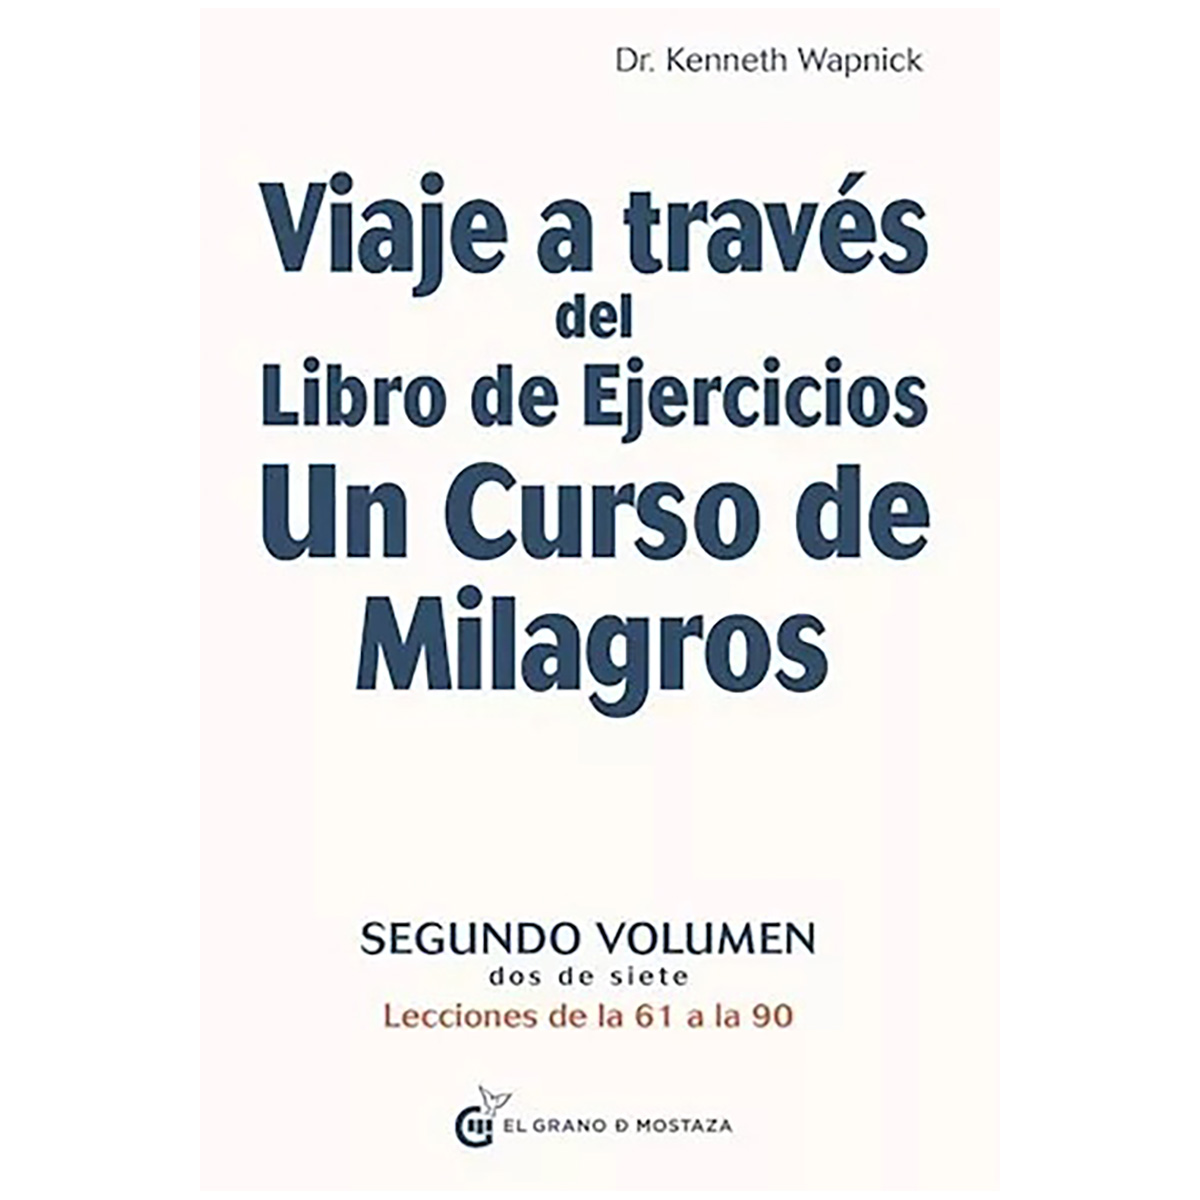 Dr. Kenneth Wapnick
Viaje a través
del
Libro de Ejercicios
Un Curso de
Milagros
SEGUNDO VOLUMEN
dos de siete
Lecciones de la 61 a la 90
EL GRANO Ð MOSTAZA